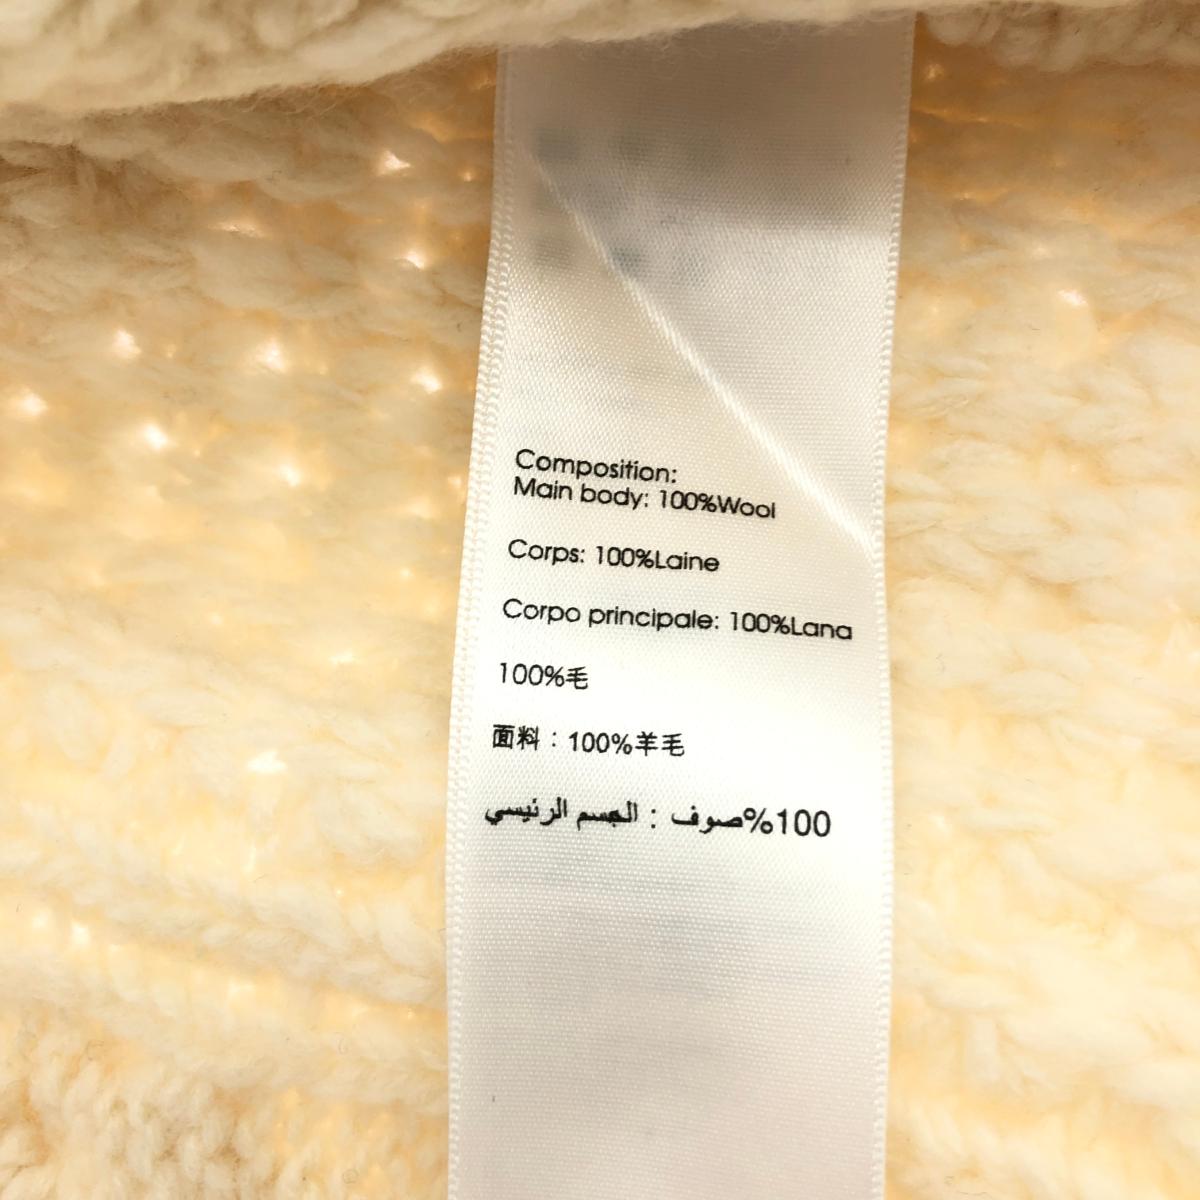 Composition:
Main body: 100%Wool
Corps: 100%Laine
Corpo principale: 100%Lana
100%毛
面料：100%羊毛
100%صوف : الجسم الرئيسي